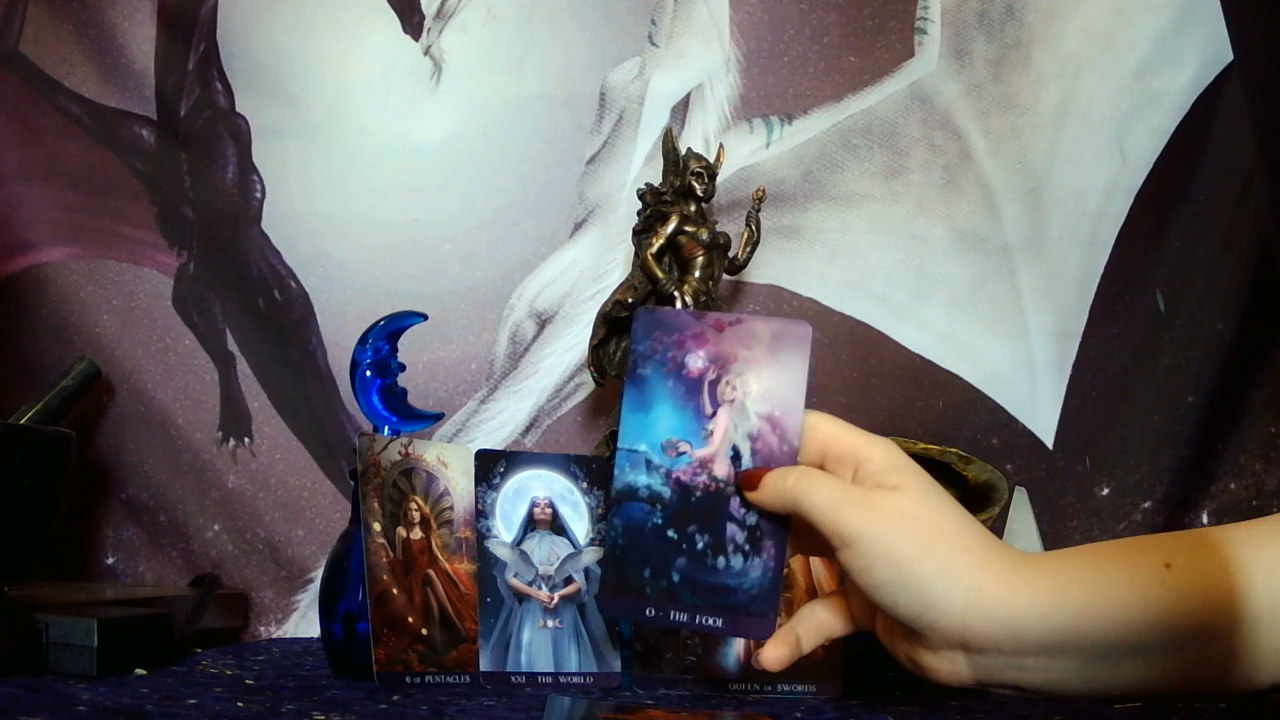 6 OF PENTACLES
XXI - THE WORLD
0 - THE FOOL
QUEEN OF SWORDS